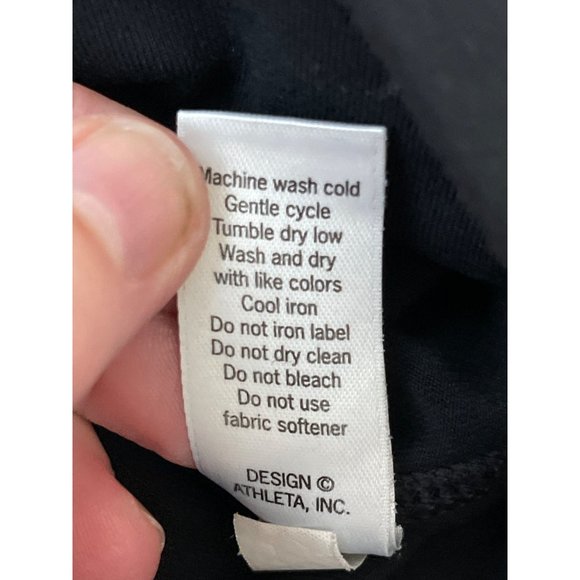 Machine wash cold
Gentle cycle
Tumble dry low
Wash and dry
with like colors
Cool iron
Do not iron label
Do not dry clean
Do not bleach
Do not use
fabric softener
DESIGN ©
ATHLETA, INC.